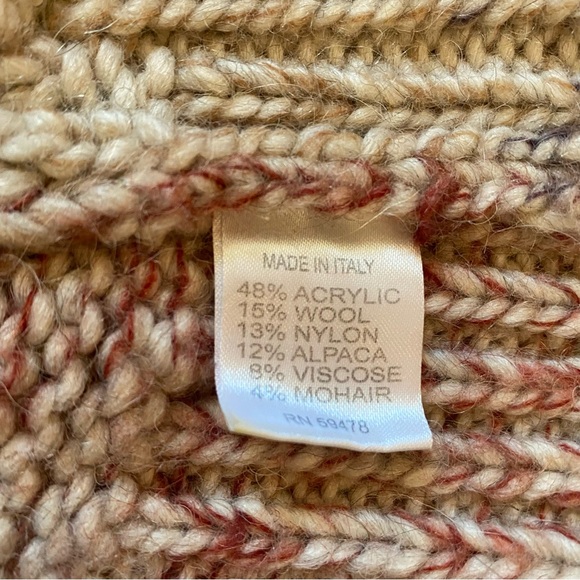 MADE IN ITALY
48% ACRYLIC
15% WOOL
13% NYLON
12% ALPACA
8% VISCOSE
4% MOHAIR
RN 59478